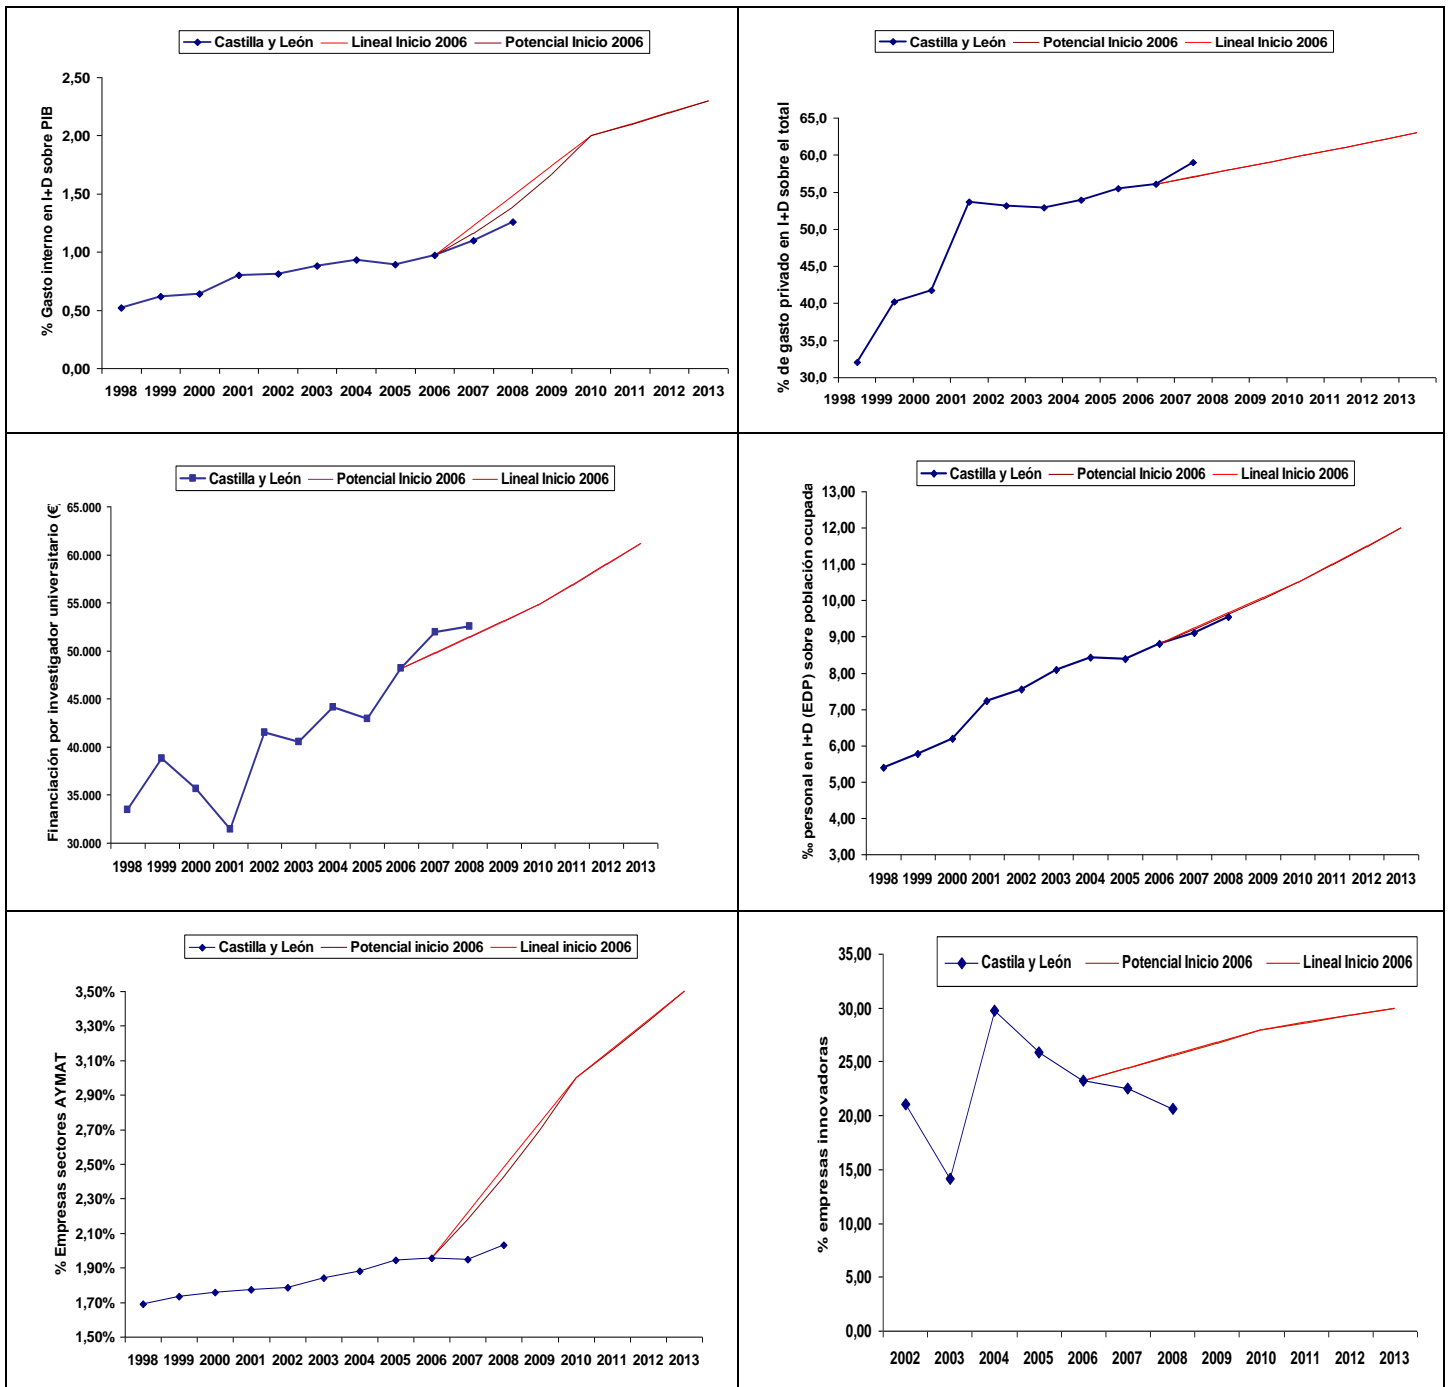 Castilla y León Lineal Inicio 2006 Potencial Inicio 2006
% Gasto interno en I+D sobre PIB
2,50
2,00
1,50
1,00
0,50
0,00
1998 1999 2000 2001 2002 2003 2004 2005 2006 2007 2008 2009 2010 2011 2012 2013
Castilla y León Potencial Inicio 2006 Lineal Inicio 2006
% de gasto privado en I+D sobre el total
65,0
60,0
55,0
50,0
45,0
40,0
35,0
30,0
1998 1999 2000 2001 2002 2003 2004 2005 2006 2007 2008 2009 2010 2011 2012 2013
Castilla y León Potencial Inicio 2006 Lineal Inicio 2006
Financiación por investigador universitario (€
65.000
60.000
55.000
50.000
45.000
40.000
35.000
30.000
1998 1999 2000 2001 2002 2003 2004 2005 2006 2007 2008 2009 2010 2011 2012 2013
Castilla y León Potencial Inicio 2006 Lineal Inicio 2006
‰ personal en I+D (EDP) sobre población ocupada
13,00
12,00
11,00
10,00
9,00
8,00
7,00
6,00
5,00
4,00
3,00
1998 1999 2000 2001 2002 2003 2004 2005 2006 2007 2008 2009 2010 2011 2012 2013
Castilla y León Potencial inicio 2006 Lineal inicio 2006
% Empresas sectores AYMAT
3,50%
3,30%
3,10%
2,90%
2,70%
2,50%
2,30%
2,10%
1,90%
1,70%
1,50%
1998 1999 2000 2001 2002 2003 2004 2005 2006 2007 2008 2009 2010 2011 2012 2013
Castila y León Potencial Inicio 2006 Lineal Inicio 2006
% empresas innovadoras
35,00
30,00
25,00
20,00
15,00
10,00
5,00
0,00
2002 2003 2004 2005 2006 2007 2008 2009 2010 2011 2012 2013